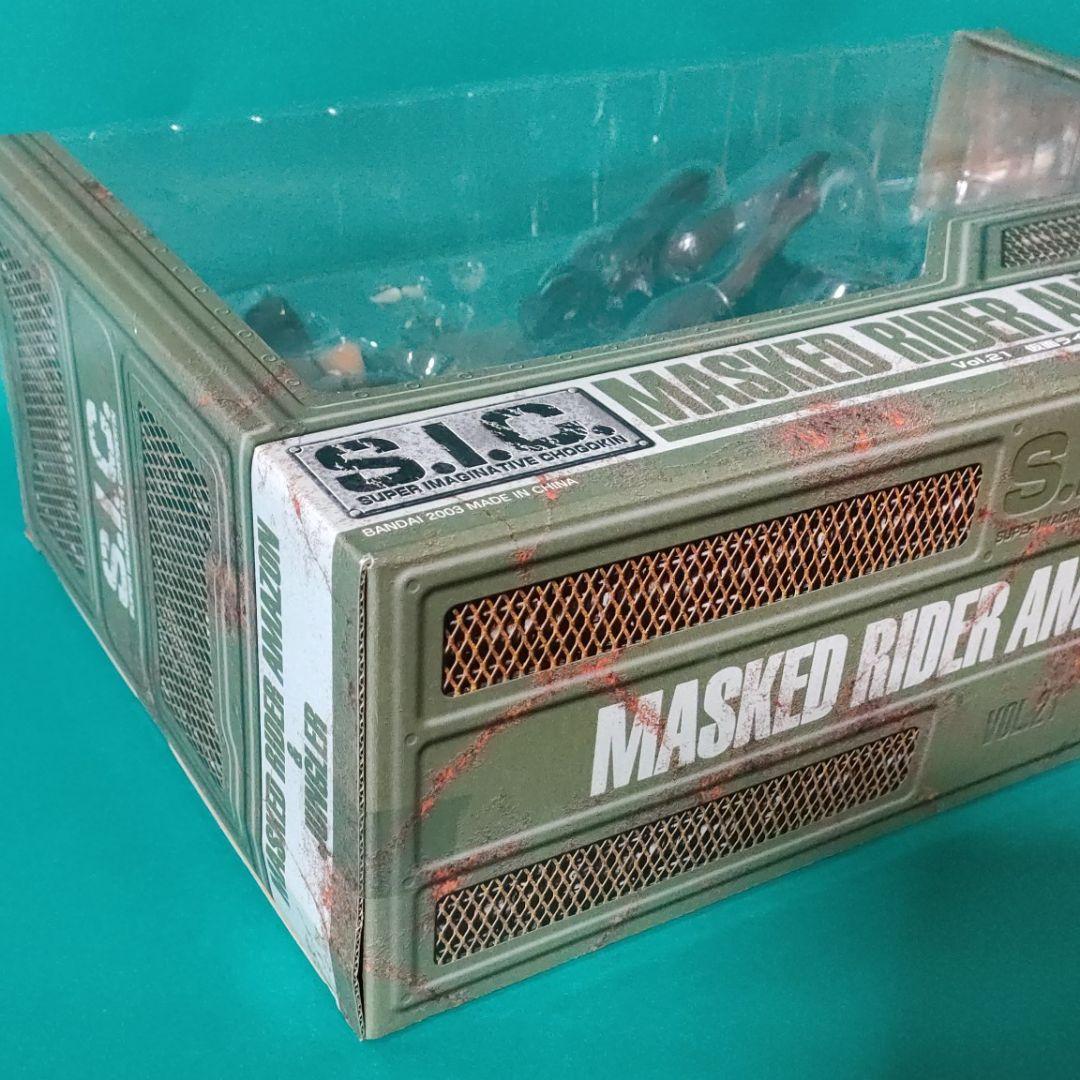 S.I.C.
SUPER IMAGINATIVE CHOGOKIN
MASKED RIDER
Vol.21
BANDAI 2003 MADE IN CHINA
S.I.C.
MASKED RIDER AMAZON
&
JUNGLER
MASKED RIDER AM
VOL.21